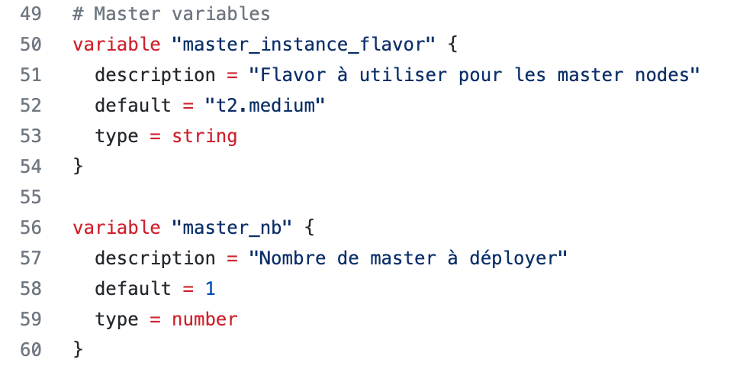 49 # Master variables
50 variable "master_instance_flavor" {
51   description = "Flavor à utiliser pour les master nodes"
52   default = "t2.medium"
53   type = string
54 }
55
56 variable "master_nb" {
57   description = "Nombre de master à déployer"
58   default = 1
59   type = number
60 }